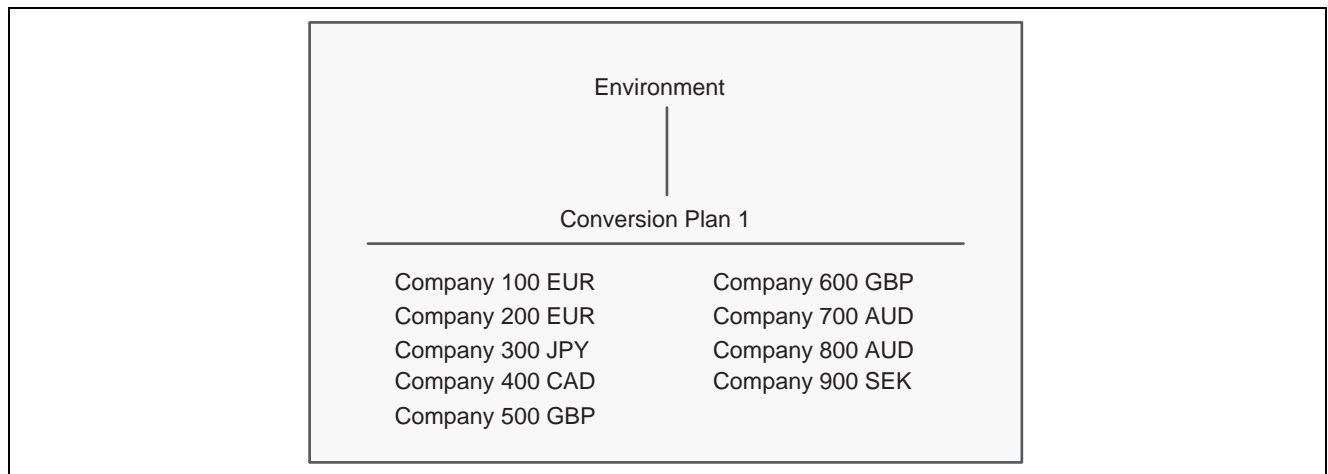 Environment
Conversion Plan 1
Company 100 EUR
Company 200 EUR
Company 300 JPY
Company 400 CAD
Company 500 GBP
Company 600 GBP
Company 700 AUD
Company 800 AUD
Company 900 SEK